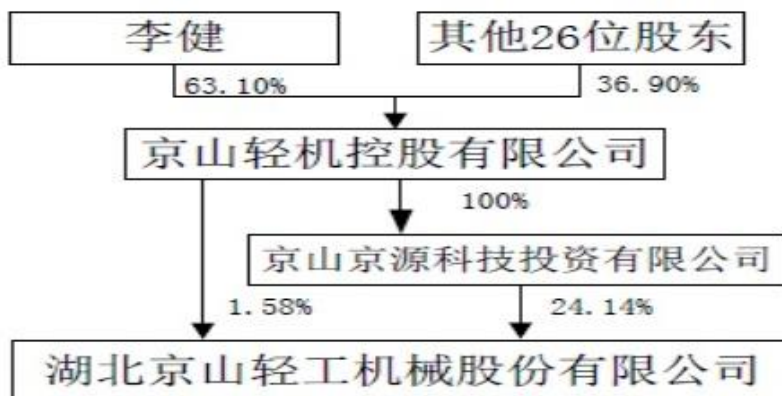 李健
其他26位股东
63.10%
36.90%
京山轻机控股有限公司
100%
京山京源科技投资有限公司
1.58%
24.14%
湖北京山轻工机械股份有限公司